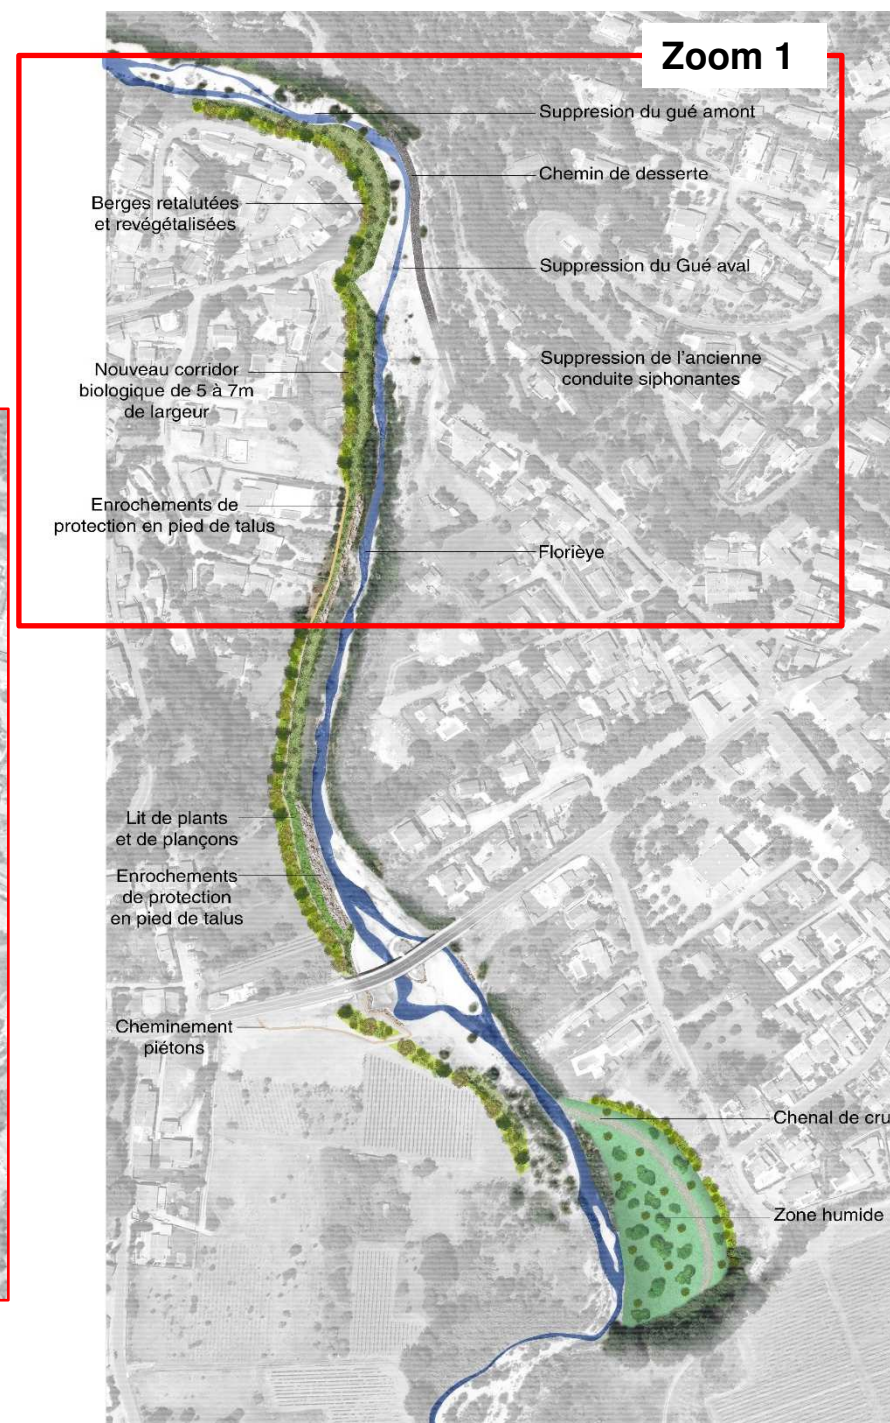 Zoom 1
Suppresion du gué amont
Chemin de desserte
Berges retalutées
et revégétalisées
Suppression du Gué aval
Suppression de l'ancienne
conduite siphonantes
Nouveau corridor
biologique de 5 à 7m
de largeur
Enrochements de
protection en pied de talus
Florièye
Lit de plants
et de plançons
Enrochements
de protection
en pied de talus
Cheminement
piétons
Chenal de cru
Zone humide